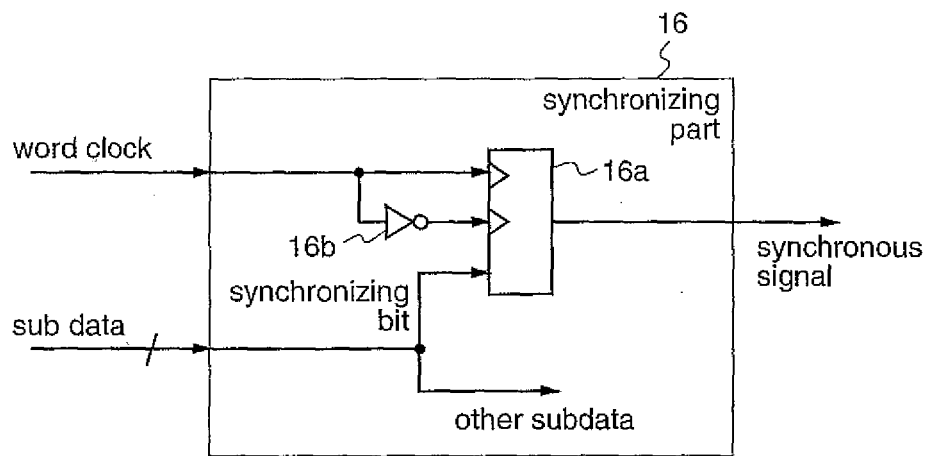 16
synchronizing
part
word clock
16a
16b
synchronous
signal
synchronizing
bit
sub data
other subdata